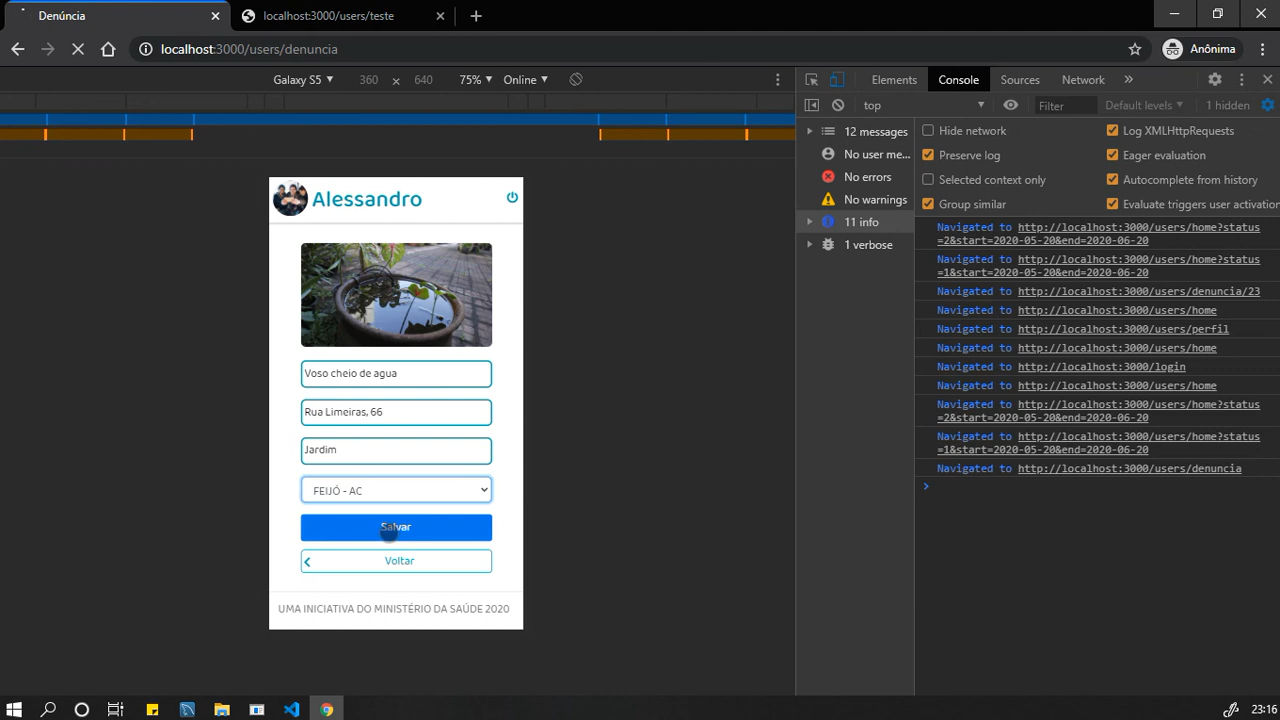 Denúncia
localhost:3000/users/teste
localhost:3000/users/denuncia
Anônima
Galaxy S5 360 × 640 75% Online
Elements Console Sources Network
top Filter Default levels 1 hidden
12 messages
No user me...
No errors
No warnings
11 info
1 verbose
Hide network
Log XMLHttpRequests
Preserve log
Eager evaluation
Selected context only
Autocomplete from history
Group similar
Evaluate triggers user activation
Navigated to http://localhost:3000/users/home?status
=2&start=2020-05-20&end=2020-06-20
Navigated to http://localhost:3000/users/home?status
=1&start=2020-05-20&end=2020-06-20
Navigated to http://localhost:3000/users/denuncia/23
Navigated to http://localhost:3000/users/home
Navigated to http://localhost:3000/users/perfil
Navigated to http://localhost:3000/users/home
Navigated to http://localhost:3000/login
Navigated to http://localhost:3000/users/home
Navigated to http://localhost:3000/users/home?status
=2&start=2020-05-20&end=2020-06-20
Navigated to http://localhost:3000/users/home?status
=1&start=2020-05-20&end=2020-06-20
Navigated to http://localhost:3000/users/denuncia
Alessandro
Voso cheio de agua
Rua Limeiras, 66
Jardim
FEIJÓ - AC
Salvar
Voltar
UMA INICIATIVA DO MINISTÉRIO DA SAÚDE 2020
23:16